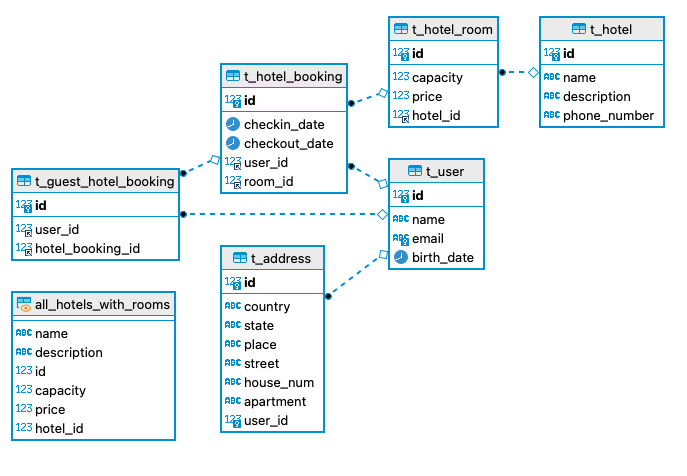 t_hotel_room
123 id
123 capacity
123 price
123 hotel_id
t_hotel
123 id
ABC name
ABC description
ABC phone_number
t_hotel_booking
123 id
checkin_date
checkout_date
123 user_id
123 room_id
t_guest_hotel_booking
123 id
123 user_id
123 hotel_booking_id
t_user
123 id
ABC name
ABC email
birth_date
t_address
123 id
ABC country
ABC state
ABC place
ABC street
ABC house_num
ABC apartment
123 user_id
all_hotels_with_rooms
ABC name
ABC description
123 id
123 capacity
123 price
123 hotel_id